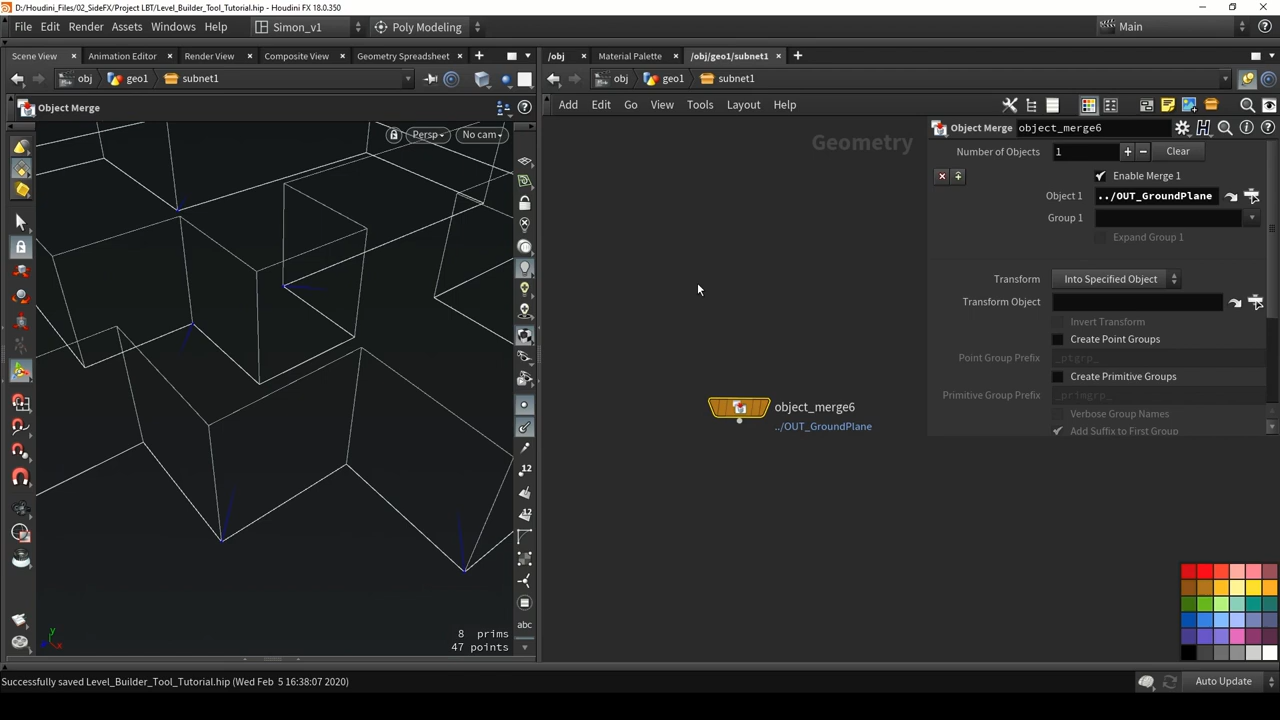 D:/Houdini_Files/02_SideFX/Project LBT/Level_Builder_Tool_Tutorial.hip - Houdini FX 18.0.350
File Edit Render Assets Windows Help Simon_v1 Poly Modeling Main
Scene View Animation Editor Render View Composite View Geometry Spreadsheet
/obj Material Palette /obj/geo1/subnet1
obj geo1 subnet1
obj geo1 subnet1
Object Merge
Add Edit Go View Tools Layout Help
Persp No cam
Geometry
Object Merge object_merge6
Number of Objects 1 Clear
Enable Merge 1
Object 1 ../OUT_GroundPlane
Group 1
Expand Group 1
Transform Into Specified Object
Transform Object
Invert Transform
Create Point Groups
Point Group Prefix _ptgrp_
Create Primitive Groups
Primitive Group Prefix _primgrp_
Verbose Group Names
Add Suffix to First Group
object_merge6
../OUT_GroundPlane
12
12
abc
8 prims
47 points
y
x
Successfully saved Level_Builder_Tool_Tutorial.hip (Wed Feb 5 16:38:07 2020)
Auto Update